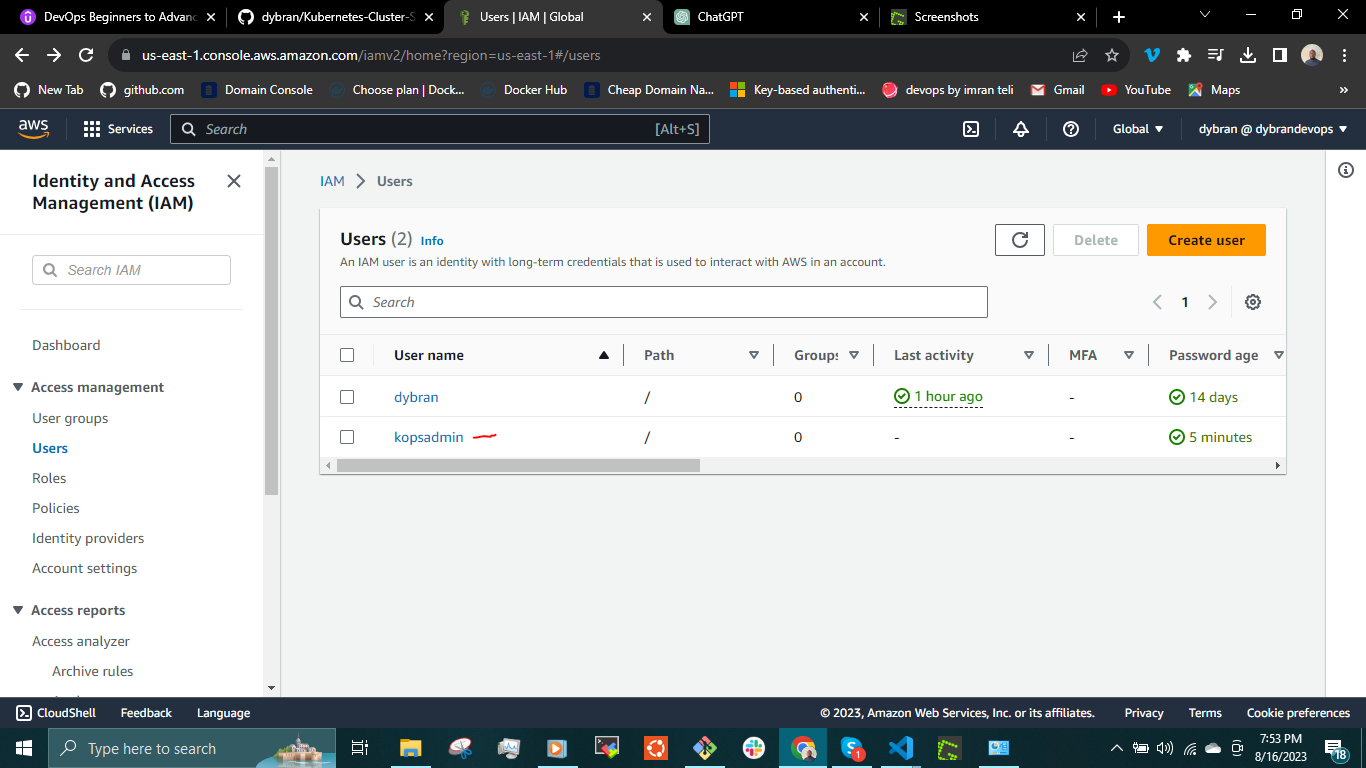 DevOps Beginners to Advanc
dybran/Kubernetes-Cluster-S
Users | IAM | Global
ChatGPT
Screenshots
us-east-1.console.aws.amazon.com/iamv2/home?region=us-east-1#/users
New Tab
github.com
Domain Console
Choose plan | Dock...
Docker Hub
Cheap Domain Na...
Key-based authenti...
devops by imran teli
Gmail
YouTube
Maps
»
aws
Services
Search
[Alt+S]
Global
dybran @ dybrandevops
Identity and Access
Management (IAM)
Search IAM
Dashboard
Access management
User groups
Users
Roles
Policies
Identity providers
Account settings
Access reports
Access analyzer
Archive rules
IAM
Users
Users (2) Info
An IAM user is an identity with long-term credentials that is used to interact with AWS in an account.
Delete
Create user
Search
1
User name
Path
Groups
Last activity
MFA
Password age
dybran / 0 1 hour ago - 14 days
kopsadmin / 0 - - 5 minutes
CloudShell
Feedback
Language
© 2023, Amazon Web Services, Inc. or its affiliates.
Privacy
Terms
Cookie preferences
Type here to search
1
7:53 PM
8/16/2023
18